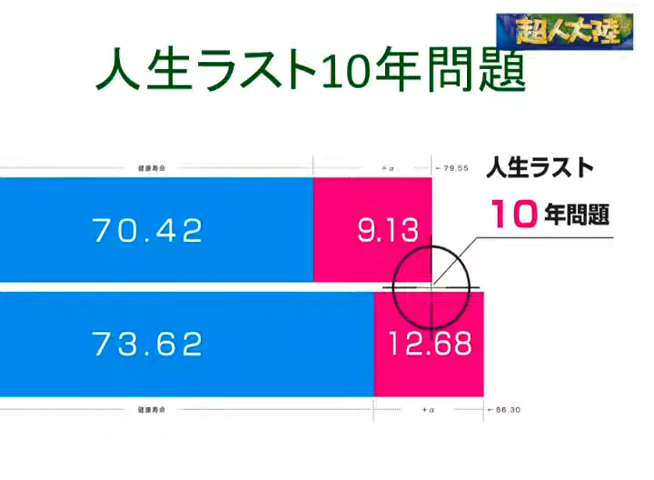 超人大陸
人生ラスト10年問題
健康寿命
+α
←79.55
人生ラスト
10年問題
70.42
9.13
73.62
12.68
健康寿命
+α
←86.30